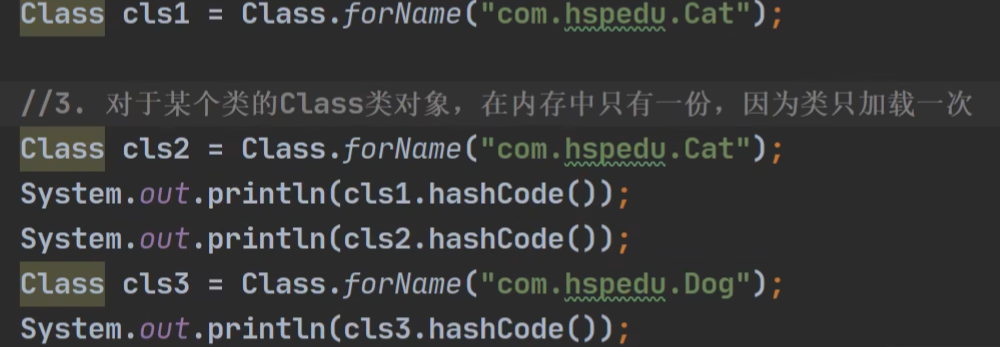 Class cls1 = Class.forName("com.hspedu.Cat");
//3. 对于某个类的Class类对象，在内存中只有一份，因为类只加载一次
Class cls2 = Class.forName("com.hspedu.Cat");
System.out.println(cls1.hashCode());
System.out.println(cls2.hashCode());
Class cls3 = Class.forName("com.hspedu.Dog");
System.out.println(cls3.hashCode());